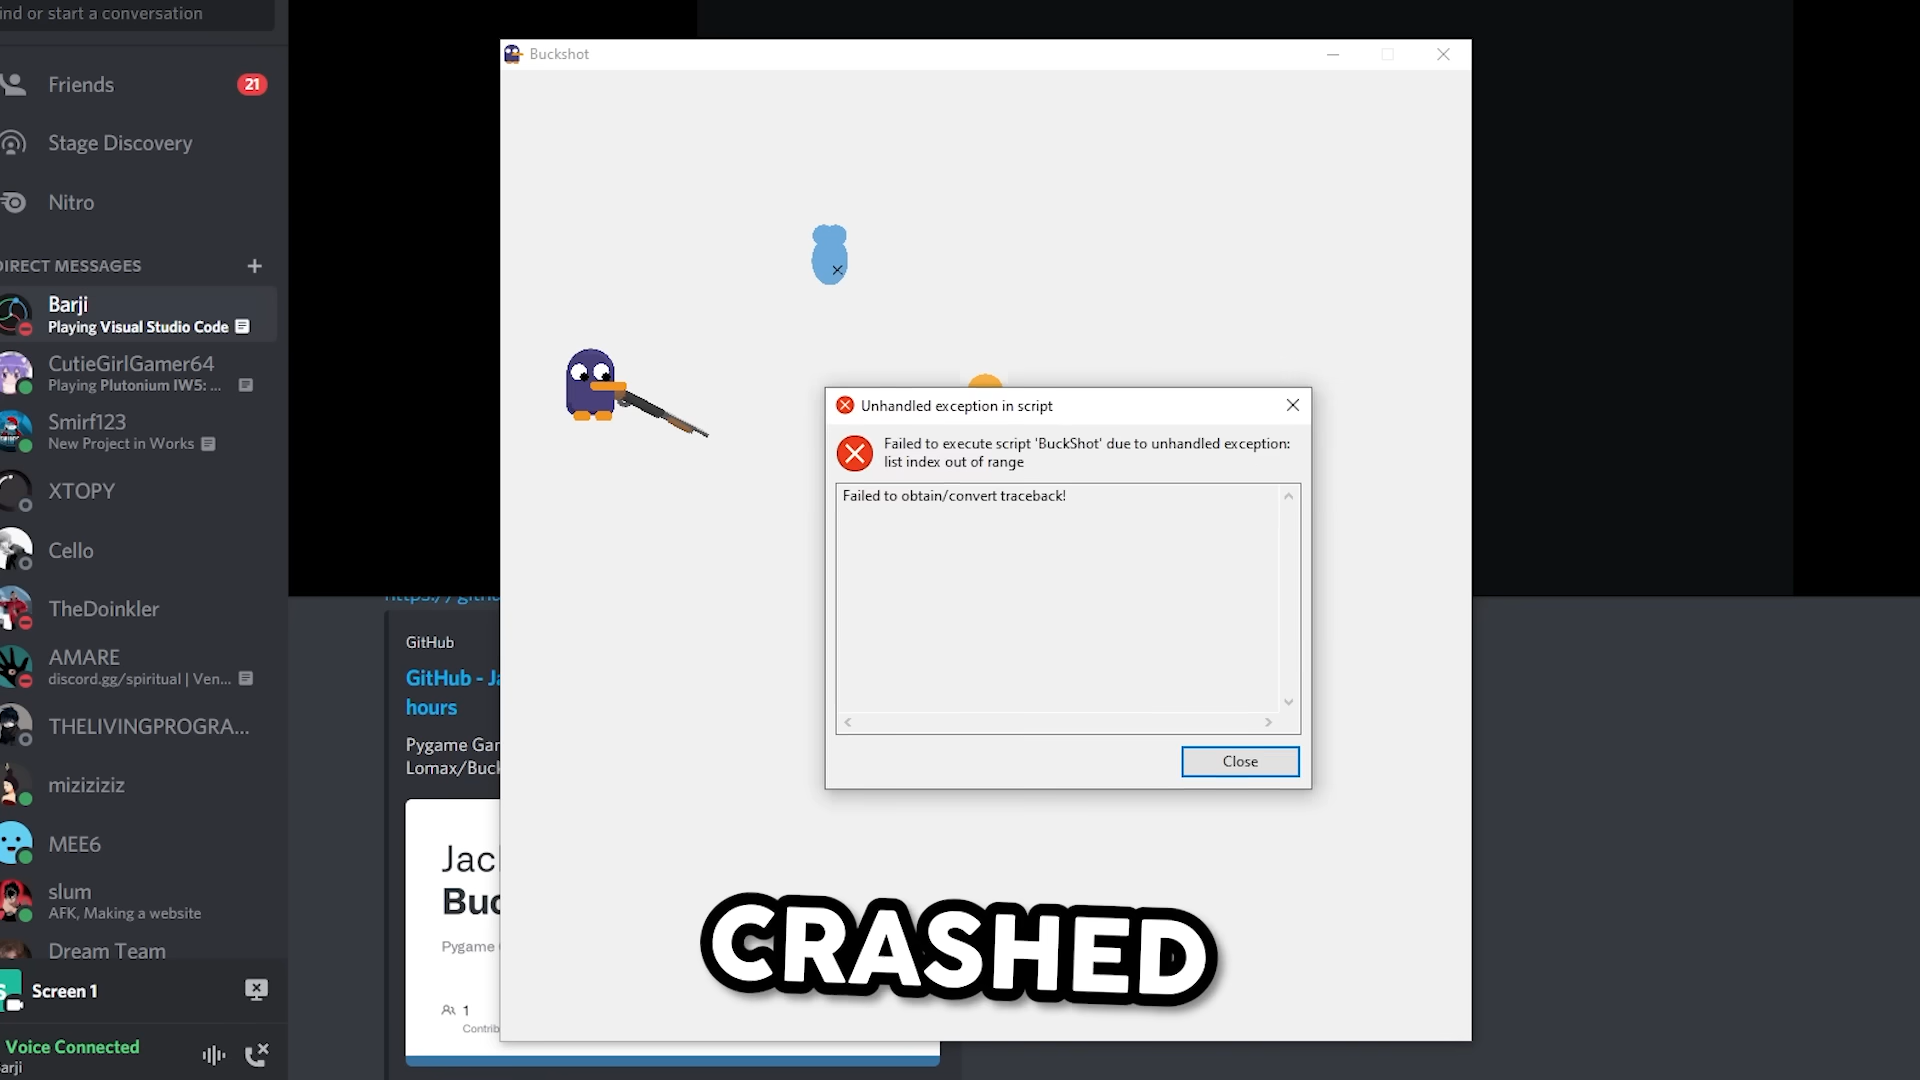 ind or start a conversation
Friends
21
Stage Discovery
Nitro
DIRECT MESSAGES
Barji
Playing Visual Studio Code
CutieGirlGamer64
Playing Plutonium IW5: ...
Smirf123
New Project in Works
XTOPY
Cello
TheDoinkler
AMARE
discord.gg/spiritual | Ven...
THELIVINGPROGRA...
miziziziz
MEE6
slum
AFK, Making a website
Dream Team
Screen 1
Voice Connected
arji
GitHub
GitHub - Ja
hours
Pygame Gar
Lomax/Buck
Jacl
Buc
Pygame
1
Contrib
Buckshot
Unhandled exception in script
Failed to execute script 'BuckShot' due to unhandled exception:
list index out of range
Failed to obtain/convert traceback!
Close
CRASHED